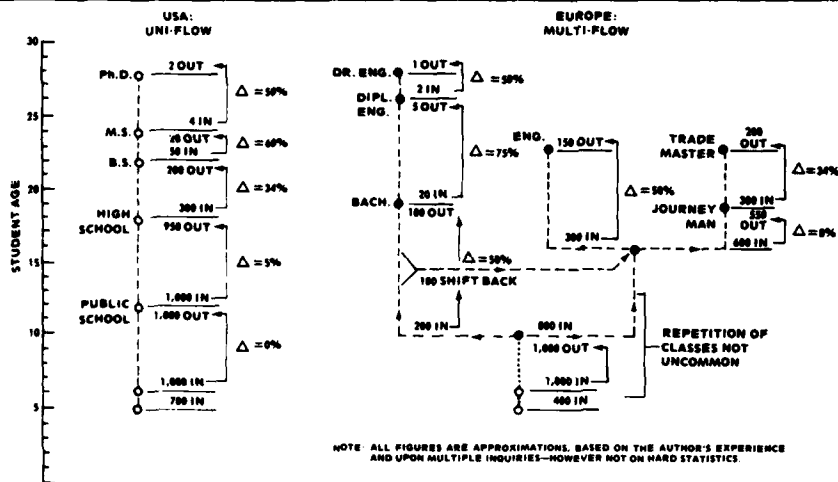 USA:
UNI-FLOW
EUROPE:
MULTI-FLOW
STUDENT AGE
30
25
20
15
10
5
Ph.D.
2 OUT
△ = 50%
4 IN
M.S.
20 OUT
△ = 60%
50 IN
B.S.
200 OUT
△ = 34%
300 IN
HIGH
SCHOOL
950 OUT
△ = 5%
1,000 IN
PUBLIC
SCHOOL
1,000 OUT
△ = 0%
1,000 IN
700 IN
DR. ENG.
1 OUT
△ = 50%
2 IN
DIPL.
ENG.
5 OUT
△ = 75%
20 IN
BACH.
100 OUT
△ = 50%
100 SHIFT BACK
200 IN
800 IN
1,000 OUT
1,000 IN
400 IN
ENG.
150 OUT
△ = 50%
300 IN
TRADE
MASTER
200
OUT
△ = 34%
300 IN
JOURNEY
MAN
550
OUT
△ = 8%
600 IN
REPETITION OF
CLASSES NOT
UNCOMMON
NOTE: ALL FIGURES ARE APPROXIMATIONS, BASED ON THE AUTHOR'S EXPERIENCE
AND UPON MULTIPLE INQUIRIES—HOWEVER NOT ON HARD STATISTICS.